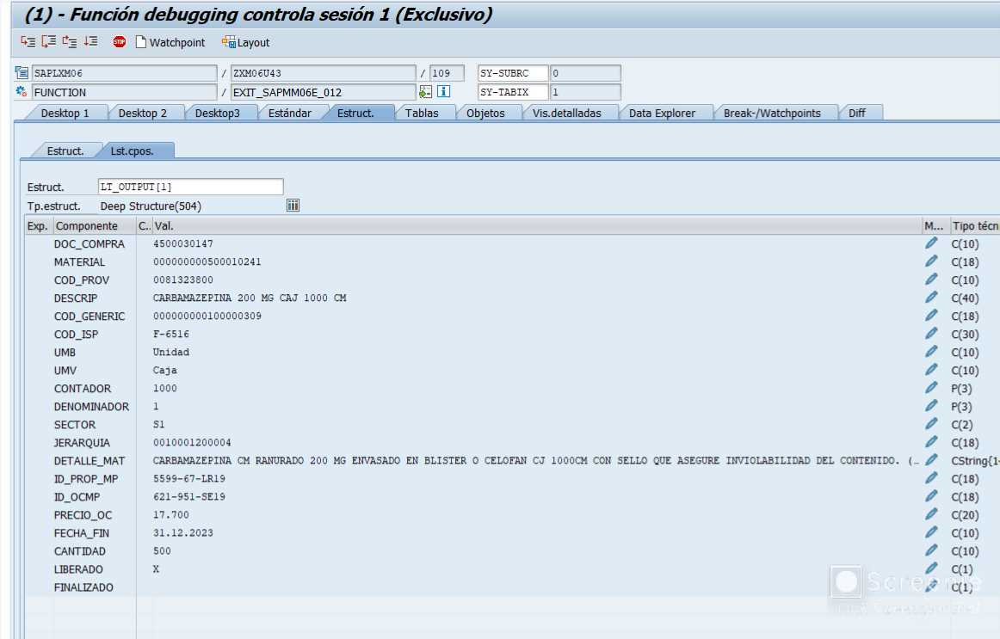 (1) - Función debugging controla sesión 1 (Exclusivo)
STOP Watchpoint Layout
SAPLXM06 / ZXM06U43 / 109 SY-SUBRC 0
FUNCTION / EXIT_SAPMM06E_012 SY-TABIX 1
Desktop 1 Desktop 2 Desktop3 Estándar Estruct. Tablas Objetos Vis.detalladas Data Explorer Break-/Watchpoints Diff
Estruct. Lst.cpos.
Estruct. LT_OUTPUT[1]
Tp.estruct. Deep Structure(504)
Exp. Componente C.. Val. M... Tipo técni
DOC_COMPRA 4500030147 C(10)
MATERIAL 000000000500010241 C(18)
COD_PROV 0081323800 C(10)
DESCRIP CARBAMAZEPINA 200 MG CAJ 1000 CM C(40)
COD_GENERIC 000000000100000309 C(18)
COD_ISP F-6516 C(30)
UMB Unidad C(10)
UMV Caja C(10)
CONTADOR 1000 P(3)
DENOMINADOR 1 P(3)
SECTOR S1 C(2)
JERARQUIA 0010001200004 C(18)
DETALLE_MAT CARBAMAZEPINA CM RANURADO 200 MG ENVASADO EN BLISTER O CELOFAN CJ 1000CM CON SELLO QUE ASEGURE INVIOLABILIDAD DEL CONTENIDO. (… CString{1
ID_PROP_MP 5599-67-LR19 C(18)
ID_OCMP 621-951-SE19 C(18)
PRECIO_OC 17.700 C(20)
FECHA_FIN 31.12.2023 C(10)
CANTIDAD 500 C(10)
LIBERADO X C(1)
FINALIZADO C(1)